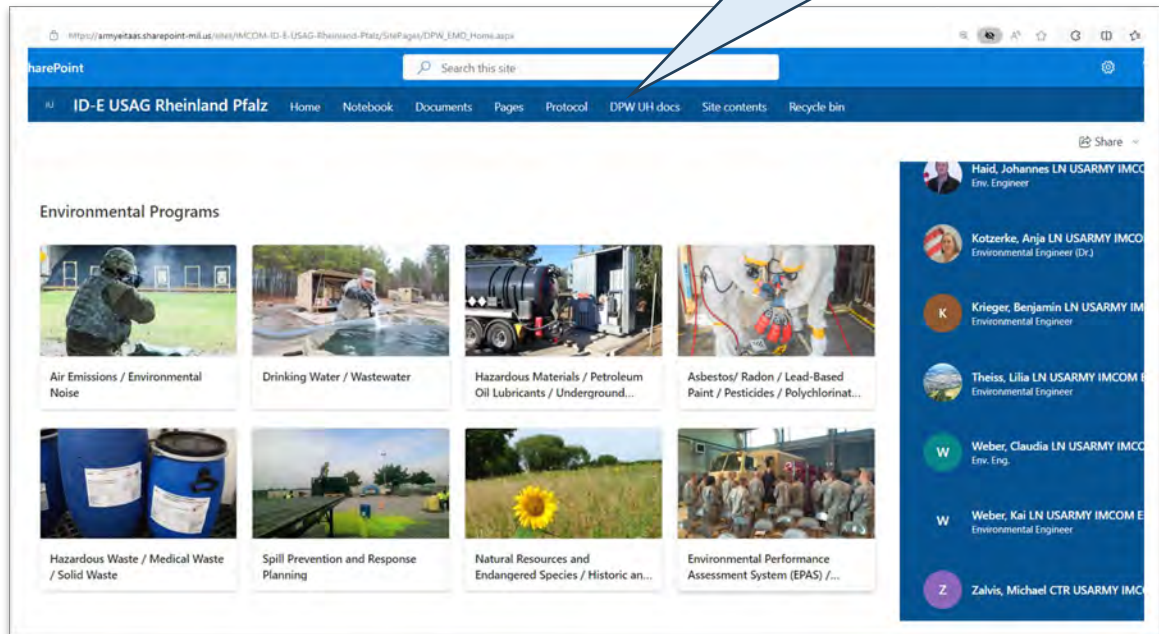 https://armyeitaas.sharepoint-mil.us/sites/IMCOM-ID-E-USAG-Rheinland-Pfalz/SitePages/DPW_EMO_Home.aspx
harePoint
Search this site
IU ID-E USAG Rheinland Pfalz Home Notebook Documents Pages Protocol DPW UH docs Site contents Recycle bin
Share
Haid, Johannes LN USARMY IMCO
Env. Engineer
Environmental Programs
Kotzerke, Anja LN USARMY IMCO
Environmental Engineer (Dr.)
K Krieger, Benjamin LN USARMY IM
Environmental Engineer
Air Emissions / Environmental
Noise
Drinking Water / Wastewater
Hazardous Materials / Petroleum
Oil Lubricants / Underground...
Asbestos/ Radon / Lead-Based
Paint / Pesticides / Polychlorinat...
Theiss, Lilia LN USARMY IMCOM E
Environmental Engineer
W Weber, Claudia LN USARMY IMCO
Env. Eng.
W Weber, Kai LN USARMY IMCOM E
Environmental Engineer
Hazardous Waste / Medical Waste
/ Solid Waste
Spill Prevention and Response
Planning
Natural Resources and
Endangered Species / Historic an...
Environmental Performance
Assessment System (EPAS) /...
Z Zalvis, Michael CTR USARMY IMC